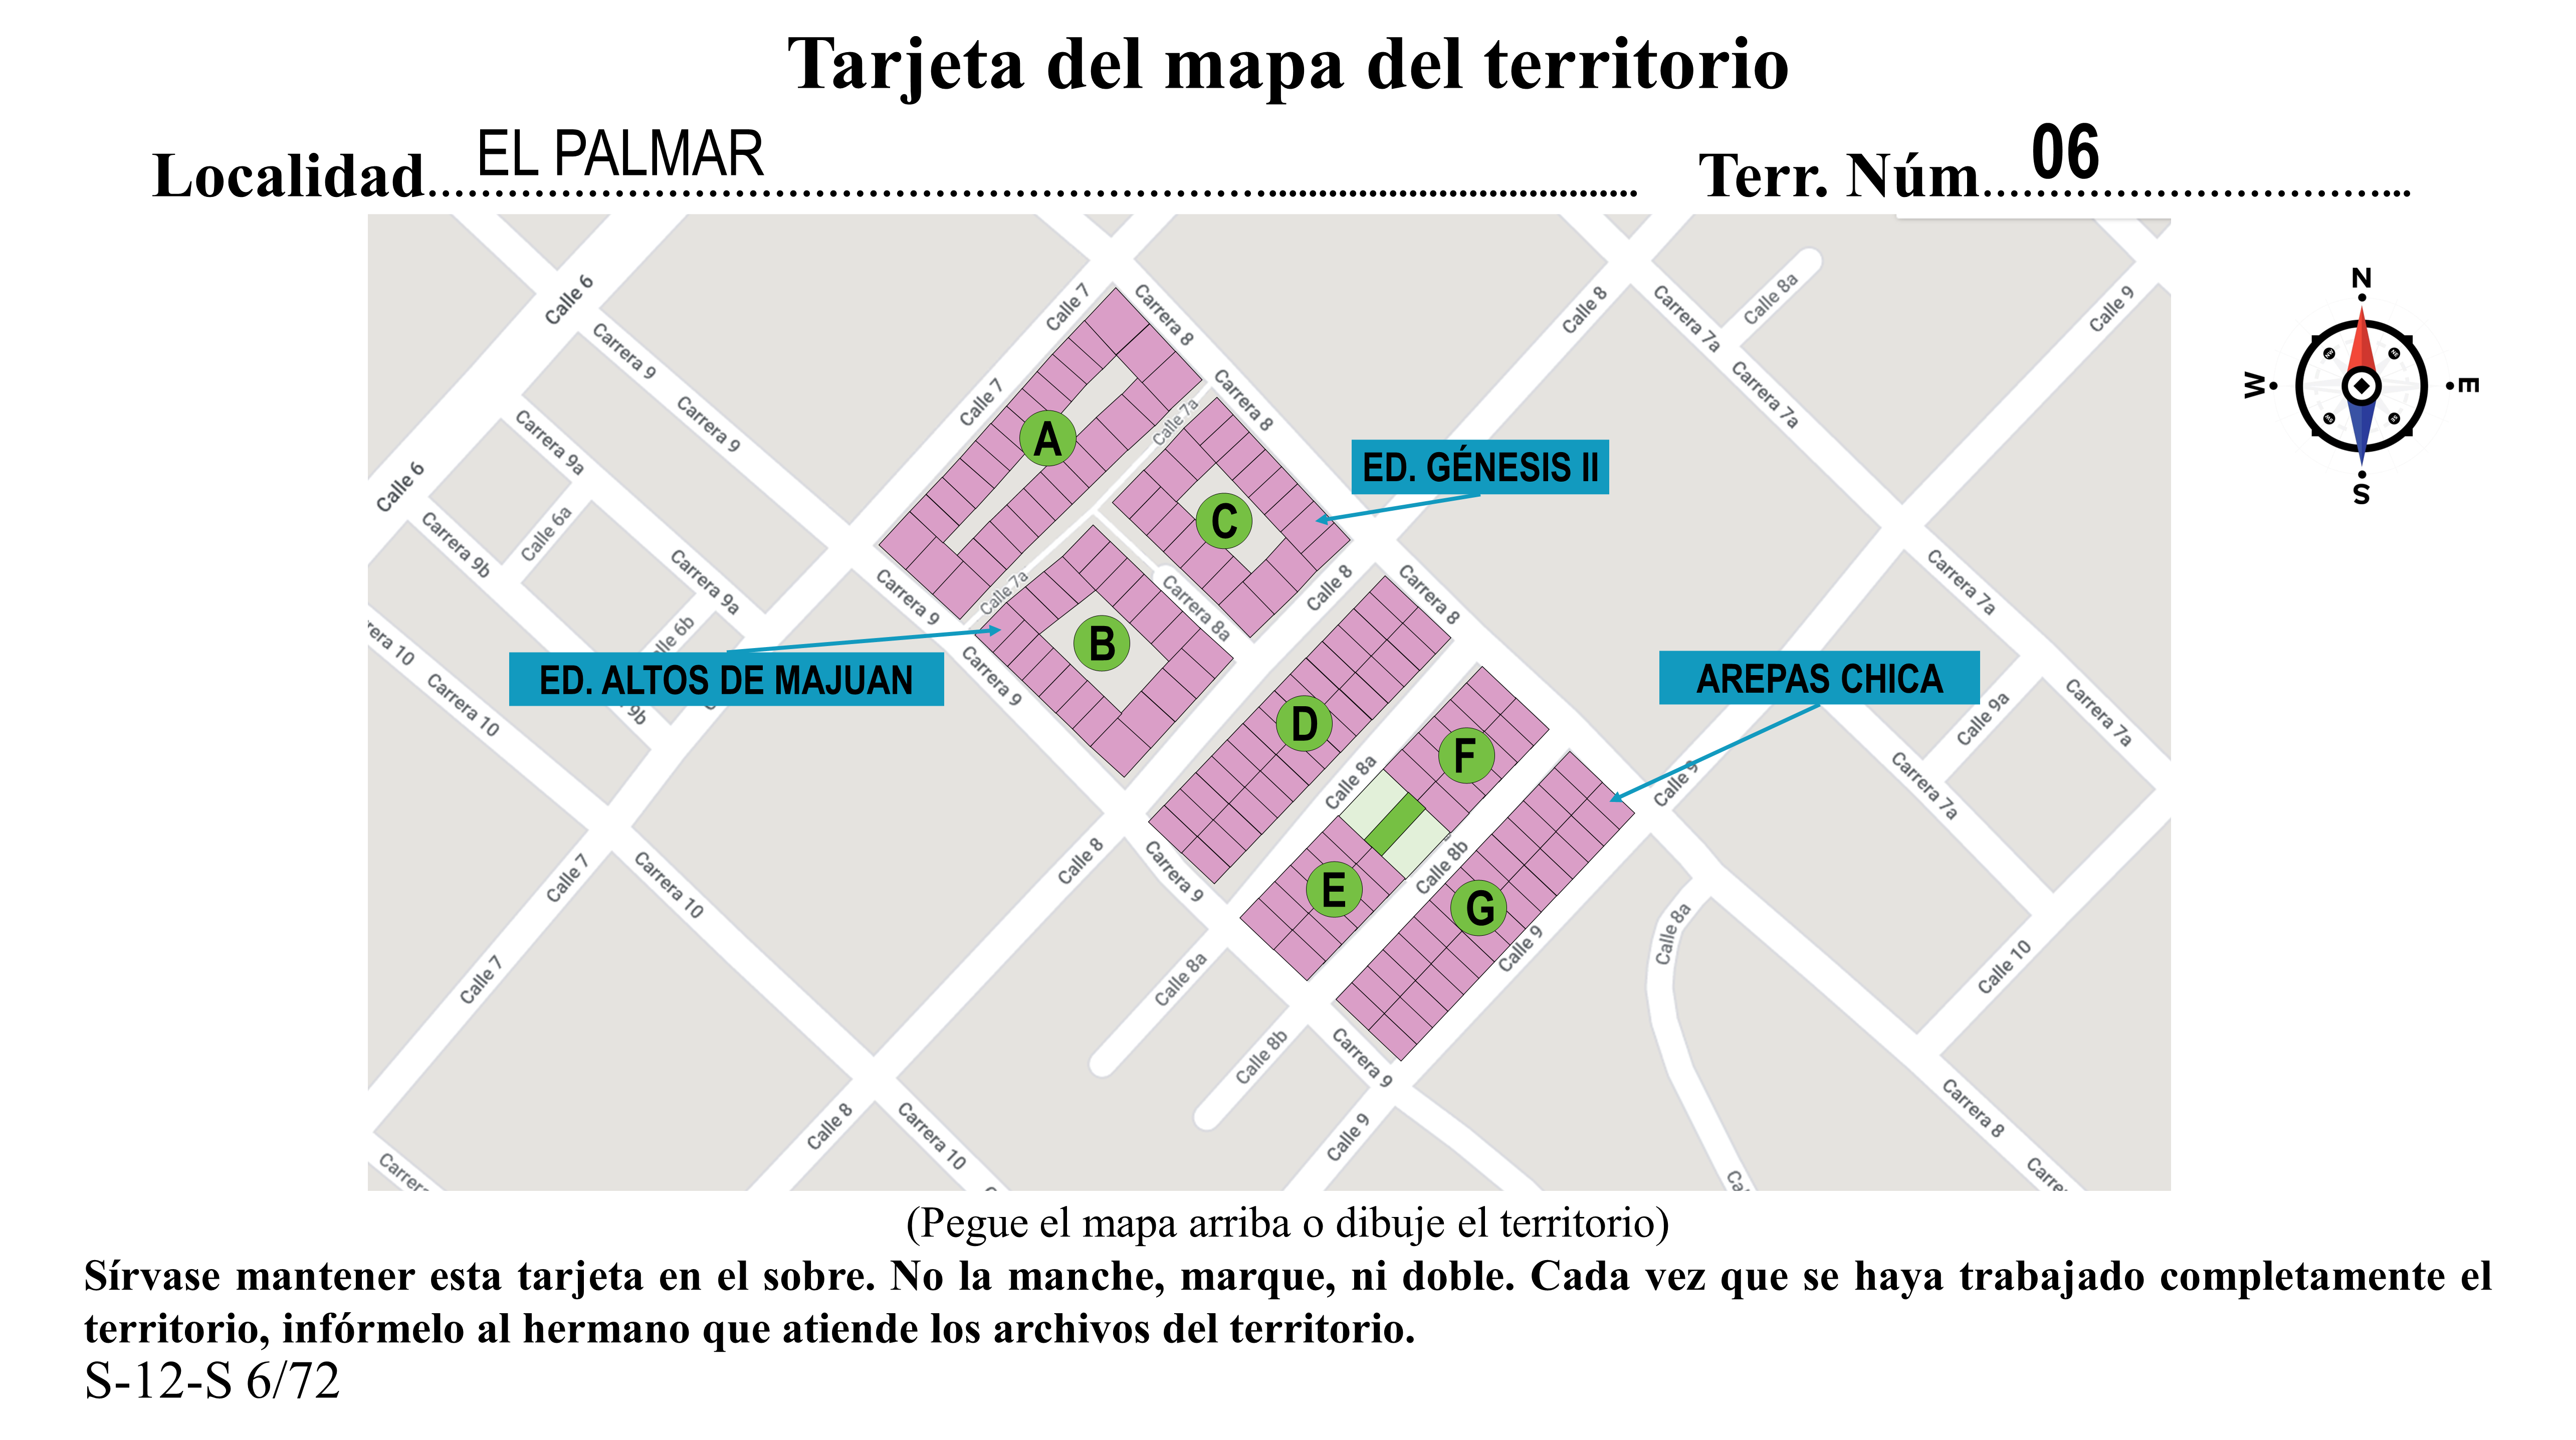 Tarjeta del mapa del territorio
Localidad EL PALMAR Terr. Núm 06
Calle 6
Carrera 9
Carrera 9
Calle 6
Carrera 9a
Carrera 9b
Calle 6a
Carrera 9a
Calle 6b
9b
rera 10
Carrera 10
Calle 7
Calle 7
Carrera 8
Carrera 8
Calle 7a
Calle 7a
Carrera 9
Carrera 9
Carrera 8a
Calle 8
Calle 8
Carrera 7a
Carrera 7a
Calle 8a
Calle 9
N
E
S
W
A
B
C
D
E
F
G
ED. GÉNESIS II
ED. ALTOS DE MAJUAN
AREPAS CHICA
Carrera 8
Calle 8a
Calle 8b
Calle 9
Calle 9
Carrera 7a
Carrera 7a
Carrera 7a
Calle 9a
Calle 10
Calle 8a
Carrera 8
Carrer
Ca
Calle 7
Calle 7
Carrera 10
Calle 8
Carrera 9
Calle 8a
Calle 8b
Carrera 9
Calle 9
Calle 8
Carrera 10
Carrer
(Pegue el mapa arriba o dibuje el territorio)
Sírvase mantener esta tarjeta en el sobre. No la manche, marque, ni doble. Cada vez que se haya trabajado completamente el
territorio, infórmelo al hermano que atiende los archivos del territorio.
S-12-S 6/72